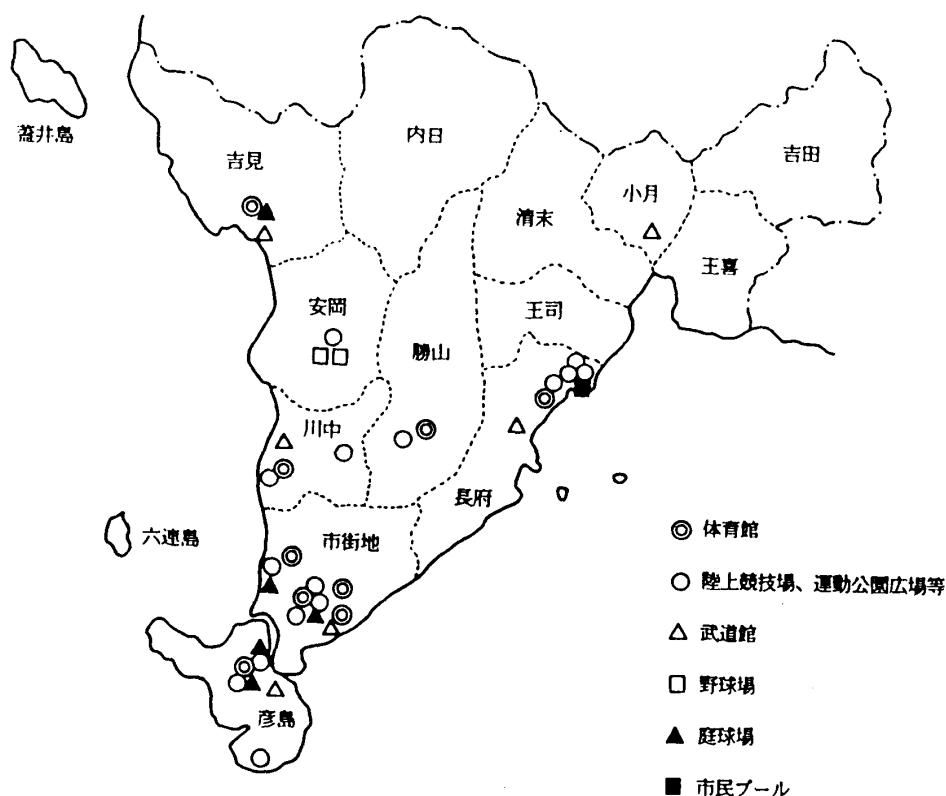 蓋井島
吉見
内日
小月
吉田
清末
王喜
安岡
王司
勝山
川中
長府
六連島
市街地
彦島
体育館
陸上競技場、運動公園広場等
武道館
野球場
庭球場
市民プール